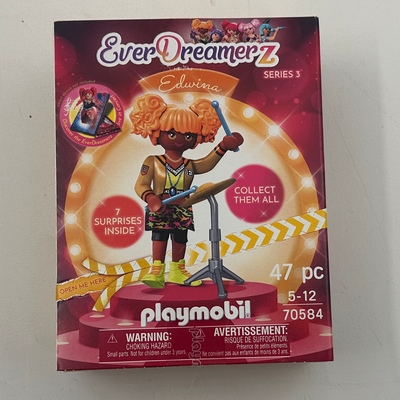 EverDreamerz
SERIES 3
Edwina
7
SURPRISES
INSIDE
COLLECT
THEM ALL
OPEN ME HERE
47 pc
5-12
70584
playmobil
WARNING:
CHOKING HAZARD
Small parts. Not for children under 3 years.
AVERTISSEMENT:
RISQUE DE SUFFOCATION.
Présence de petits éléments.
Ne convient pas aux enfants de moins de 3 ans.